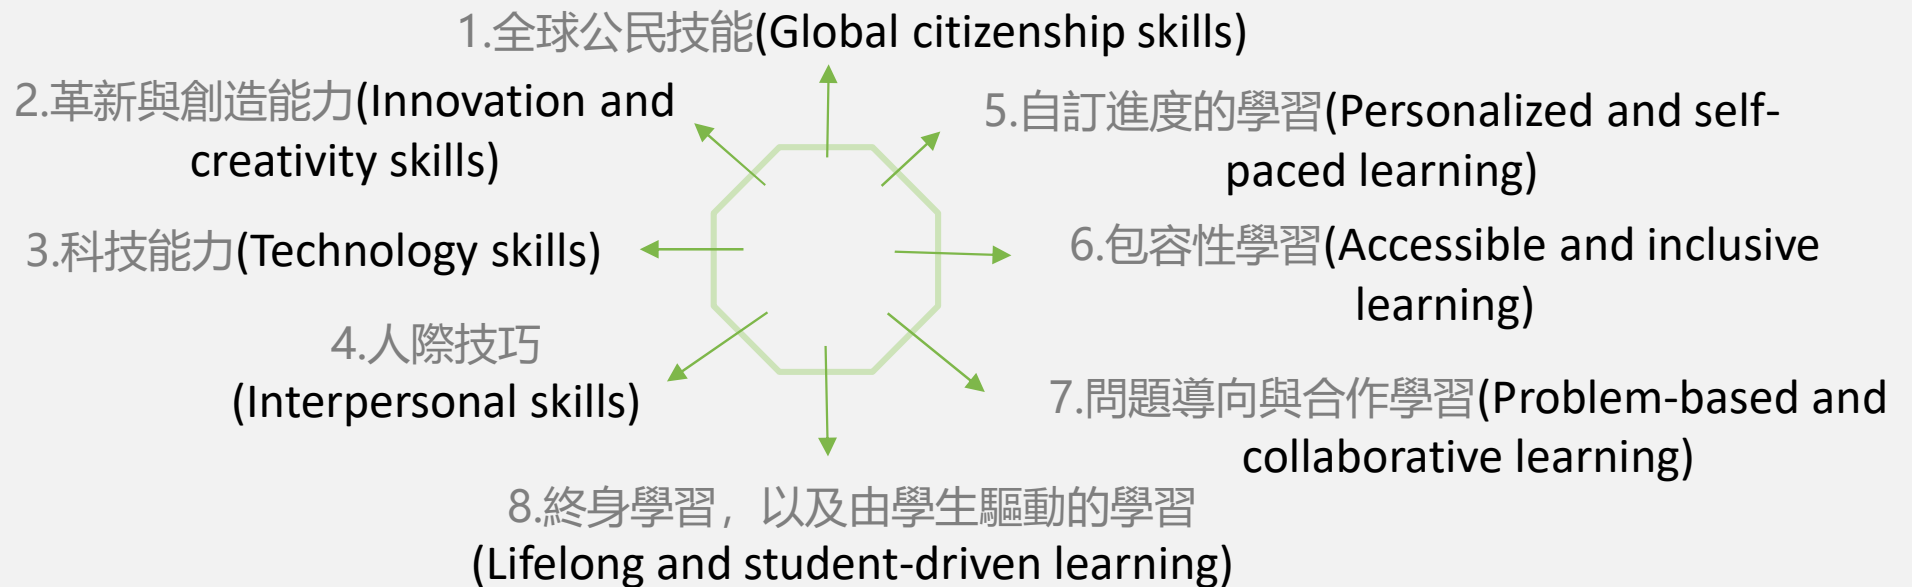 1.全球公民技能(Global citizenship skills)
2.革新與創造能力(Innovation and
creativity skills)
3.科技能力(Technology skills)
4.人際技巧
(Interpersonal skills)
5.自訂進度的學習(Personalized and self-
paced learning)
6.包容性學習(Accessible and inclusive
learning)
7.問題導向與合作學習(Problem-based and
collaborative learning)
8.終身學習，以及由學生驅動的學習
(Lifelong and student-driven learning)